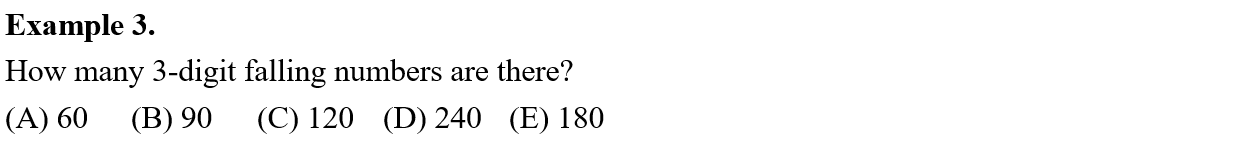 Example 3.
How many 3-digit falling numbers are there?
(A) 60 (B) 90 (C) 120 (D) 240 (E) 180